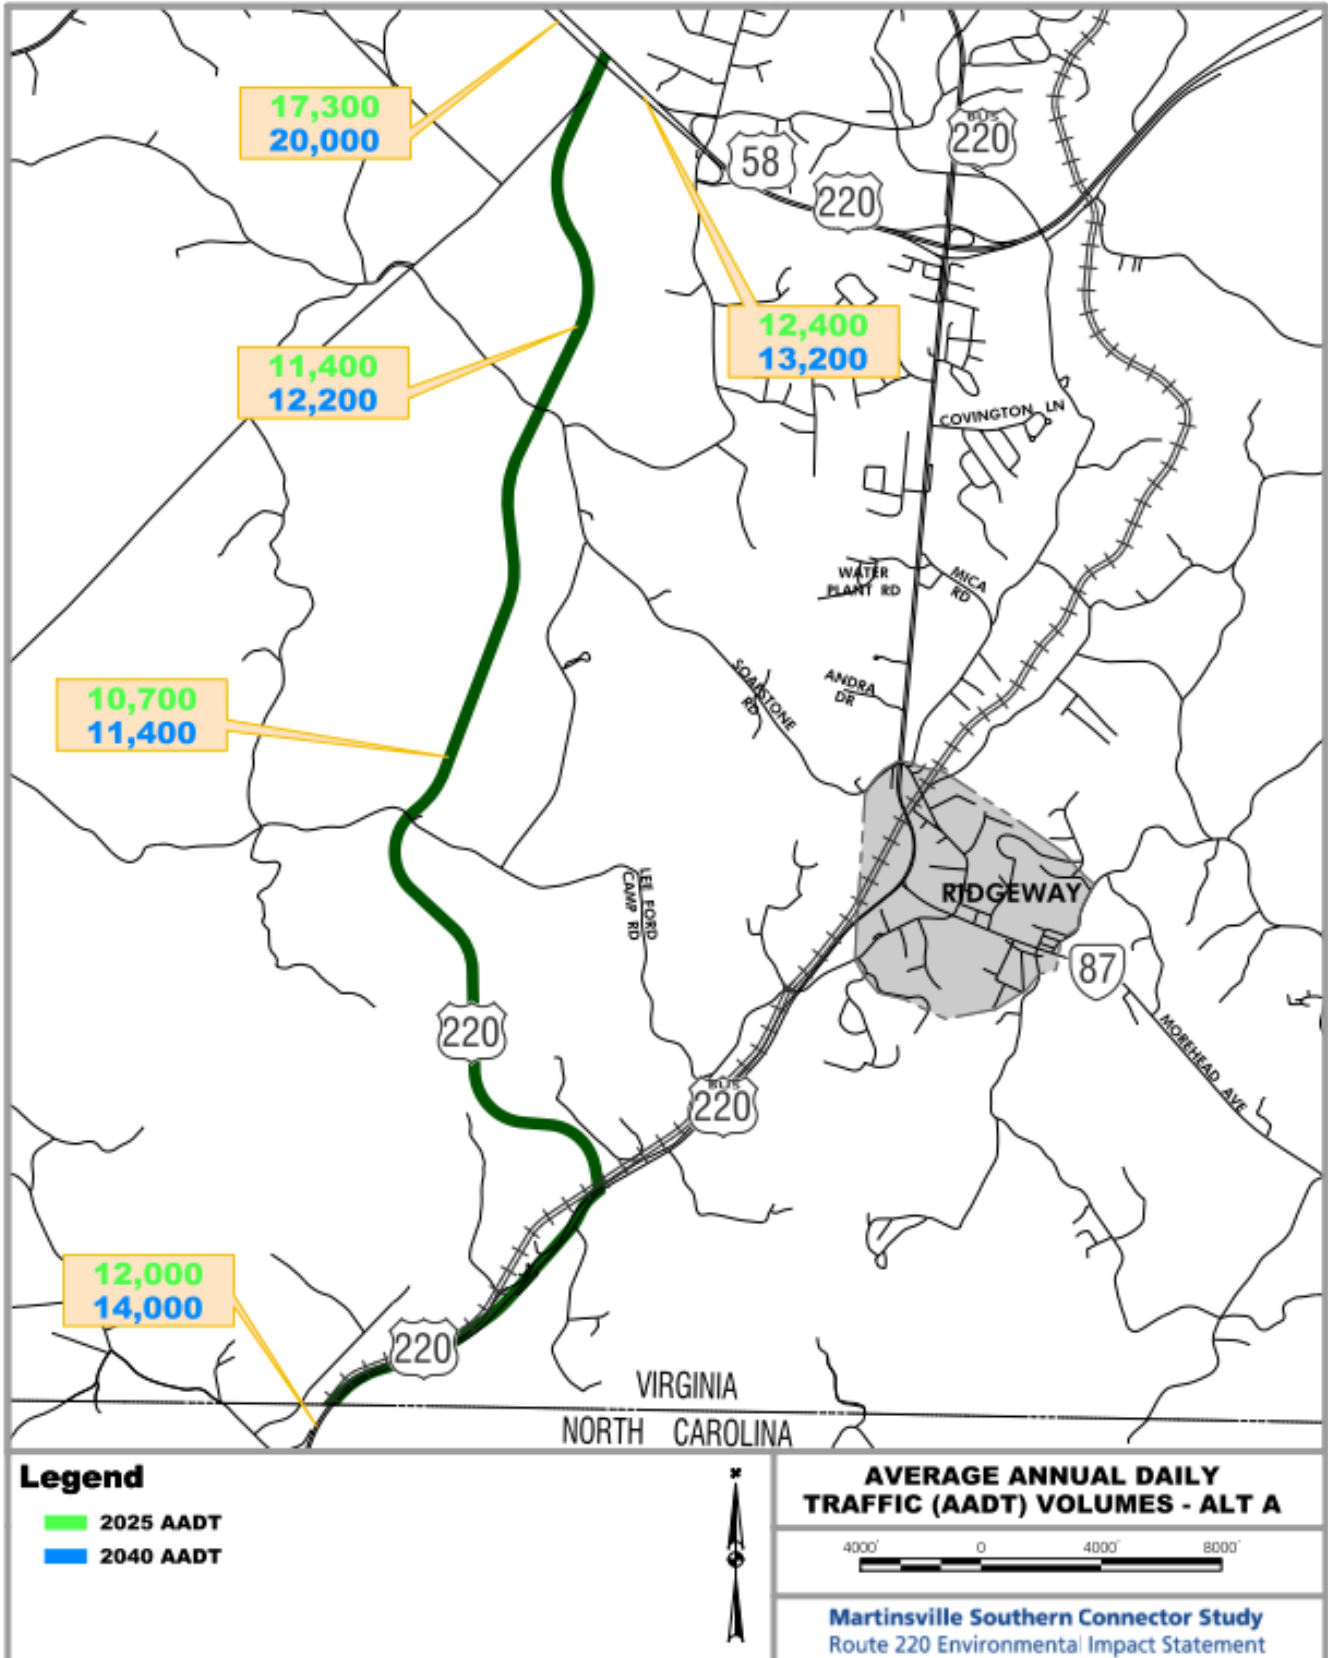 17,300
20,000
BUS
220
58
220
12,400
13,200
11,400
12,200
COVINGTON LN
WATER
PLANT RD
MICA
RD
SOAPSTONE
RD
ANDRA
DR
10,700
11,400
LEE FORD
CAMP RD
RIDGEWAY
87
MOREHEAD AVE
220
BUS
220
12,000
14,000
220
VIRGINIA
NORTH CAROLINA
Legend
2025 AADT
2040 AADT
AVERAGE ANNUAL DAILY
TRAFFIC (AADT) VOLUMES - ALT A
4000' 0 4000' 8000'
Martinsville Southern Connector Study
Route 220 Environmental Impact Statement